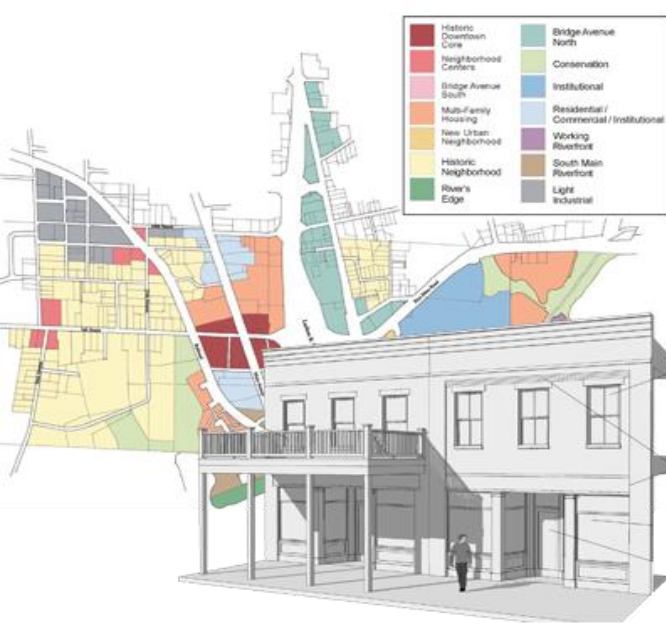 Historic
Downtown
Core
Neighborhood
Centers
Bridge Avenue
South
Multi-Family
Housing
New Urban
Neighborhood
Historic
Neighborhood
River's
Edge
Bridge Avenue
North
Conservation
Institutional
Residential /
Commercial / Institutional
Working
Riverfront
South Main
Riverfront
Light
Industrial